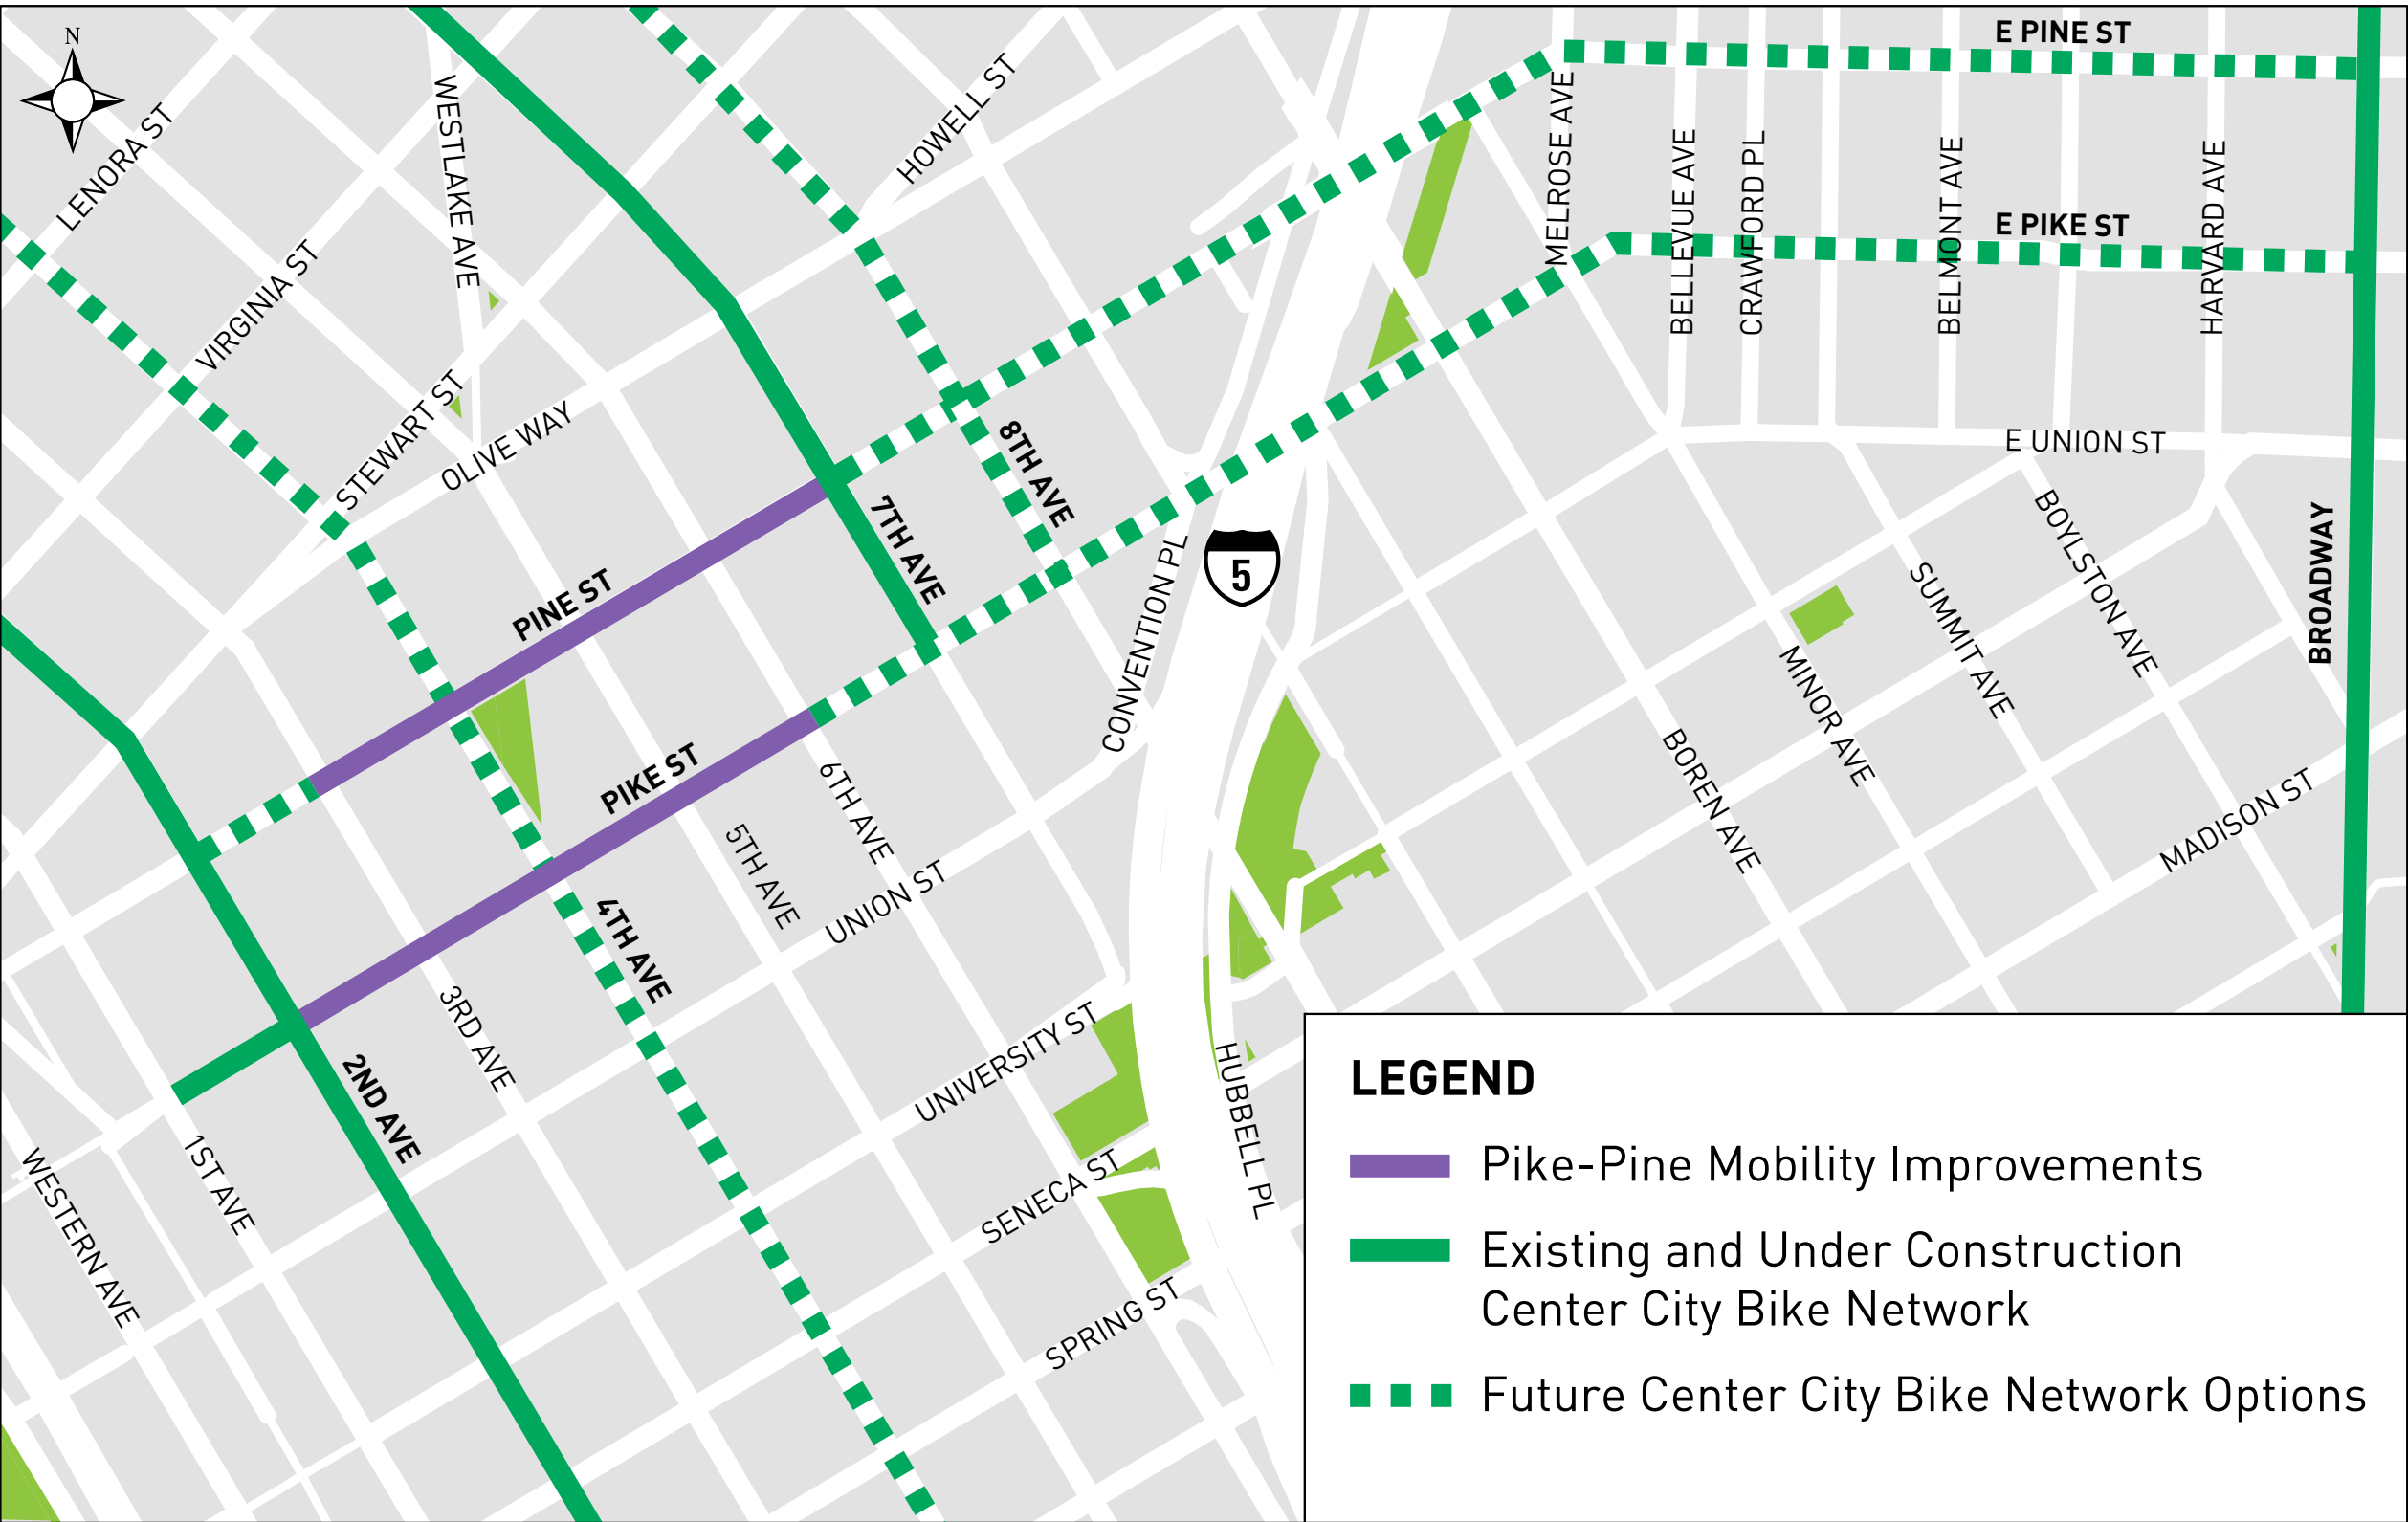 N
E PINE ST
LENORA ST
WESTLAKE AVE
HOWELL ST
MELROSE AVE
BELLEVUE AVE
CRAWFORD PL
BELMONT AVE
HARVARD AVE
E PIKE ST
VIRGINIA ST
STEWART ST
OLIVE WAY
8TH AVE
E UNION ST
7TH AVE
PINE ST
CONVENTION PL
5
BOYLSTON AVE
SUMMIT AVE
BROADWAY
MINOR AVE
BOREN AVE
MADISON ST
PIKE ST
6TH AVE
5TH AVE
UNION ST
4TH AVE
3RD AVE
2ND AVE
UNIVERSITY ST
HUBBELL PL
1ST AVE
WESTERN AVE
SENECA ST
SPRING ST
LEGEND
Pike-Pine Mobility Improvements
Existing and Under Construction
Center City Bike Network
Future Center City Bike Network Options